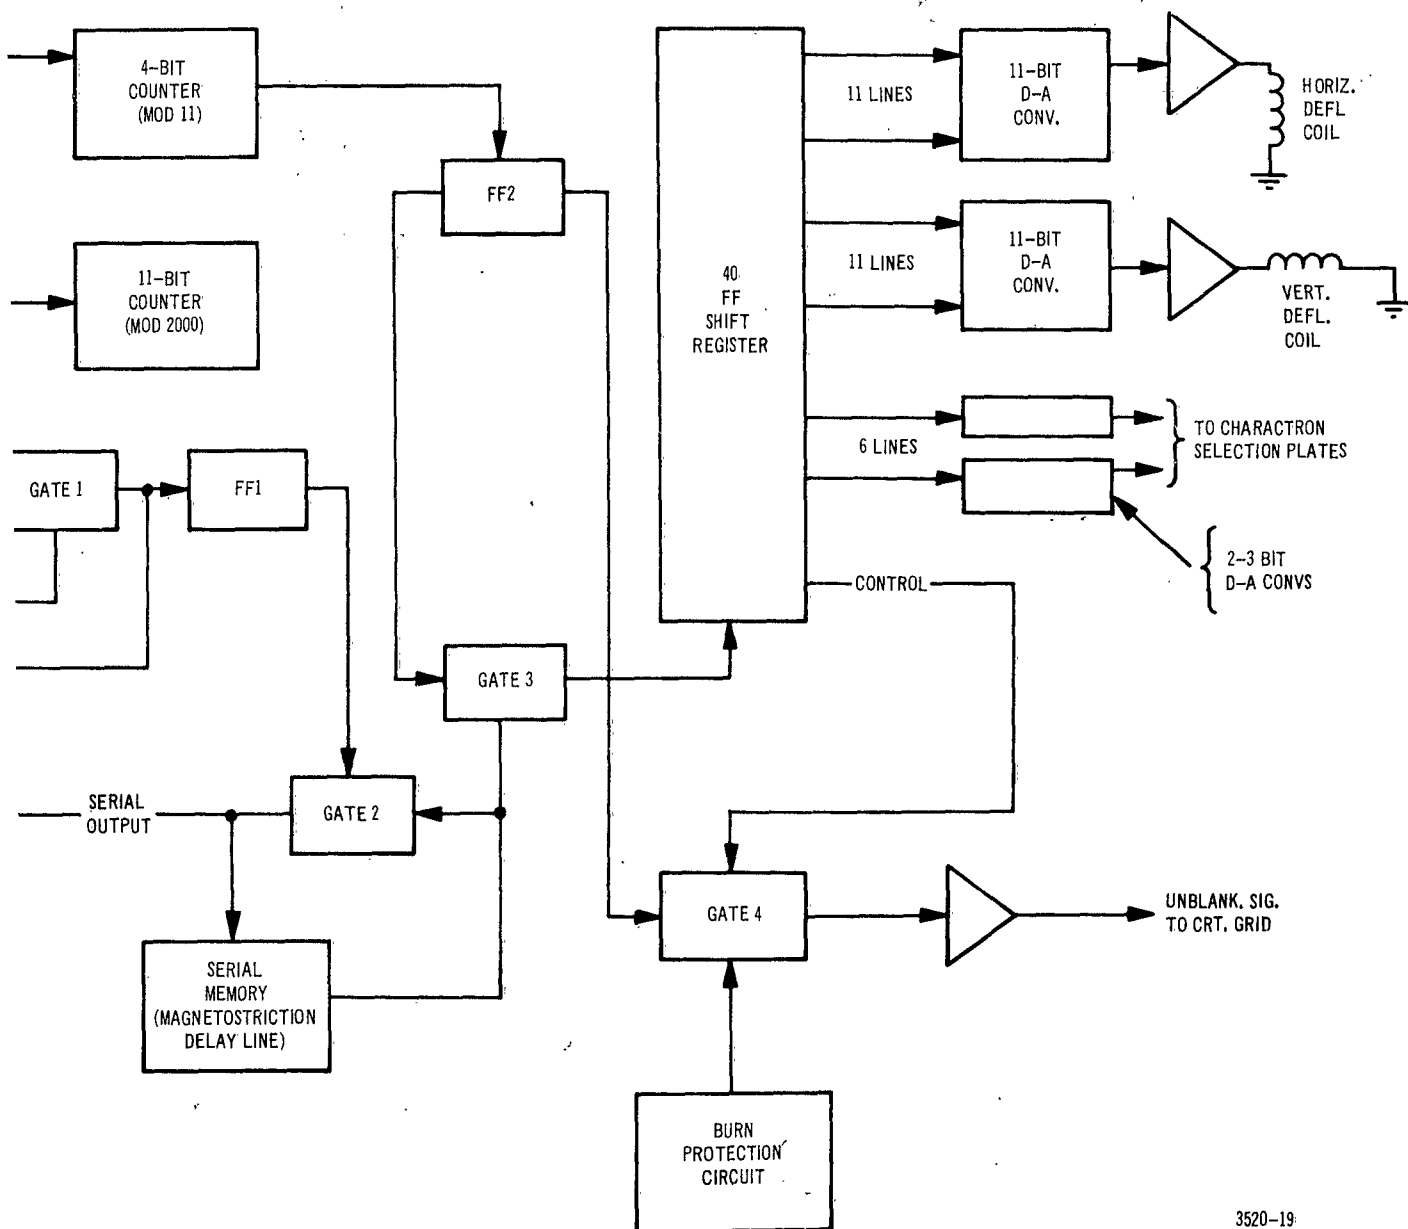 4-BIT
COUNTER
(MOD 11)
FF2
11-BIT
COUNTER
(MOD 2000)
GATE 1
FF1
GATE 3
SERIAL
OUTPUT
GATE 2
SERIAL
MEMORY
(MAGNETOSTRICTION
DELAY LINE)
40
FF
SHIFT
REGISTER
11 LINES
11-BIT
D-A
CONV.
HORIZ.
DEFL
COIL
11 LINES
11-BIT
D-A
CONV.
VERT.
DEFL.
COIL
6 LINES
TO CHARACTRON
SELECTION PLATES
2-3 BIT
D-A CONVS
CONTROL
GATE 4
UNBLANK. SIG.
TO CRT. GRID
BURN
PROTECTION
CIRCUIT
3520-19